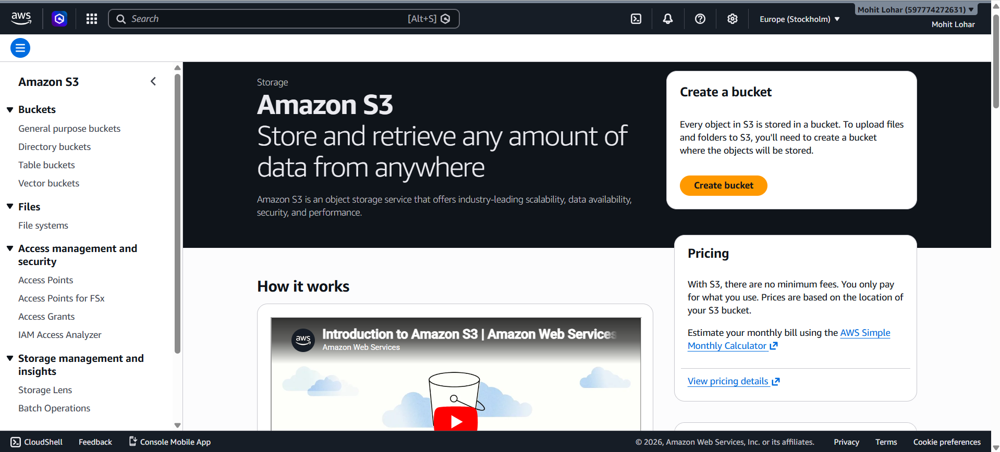 aws
Search
[Alt+S]
Europe (Stockholm)
Mohit Lohar (597774272631)
Mohit Lohar
Amazon S3
Buckets
General purpose buckets
Directory buckets
Table buckets
Vector buckets
Files
File systems
Access management and
security
Access Points
Access Points for FSx
Access Grants
IAM Access Analyzer
Storage management and
insights
Storage Lens
Batch Operations
Storage
Amazon S3
Store and retrieve any amount of
data from anywhere
Amazon S3 is an object storage service that offers industry-leading scalability, data availability,
security, and performance.
Create a bucket
Every object in S3 is stored in a bucket. To upload files
and folders to S3, you'll need to create a bucket
where the objects will be stored.
Create bucket
How it works
aws
Introduction to Amazon S3 | Amazon Web Services
Amazon Web Services
Pricing
With S3, there are no minimum fees. You only pay
for what you use. Prices are based on the location of
your S3 bucket.
Estimate your monthly bill using the AWS Simple
Monthly Calculator
View pricing details
CloudShell
Feedback
Console Mobile App
© 2026, Amazon Web Services, Inc. or its affiliates.
Privacy
Terms
Cookie preferences